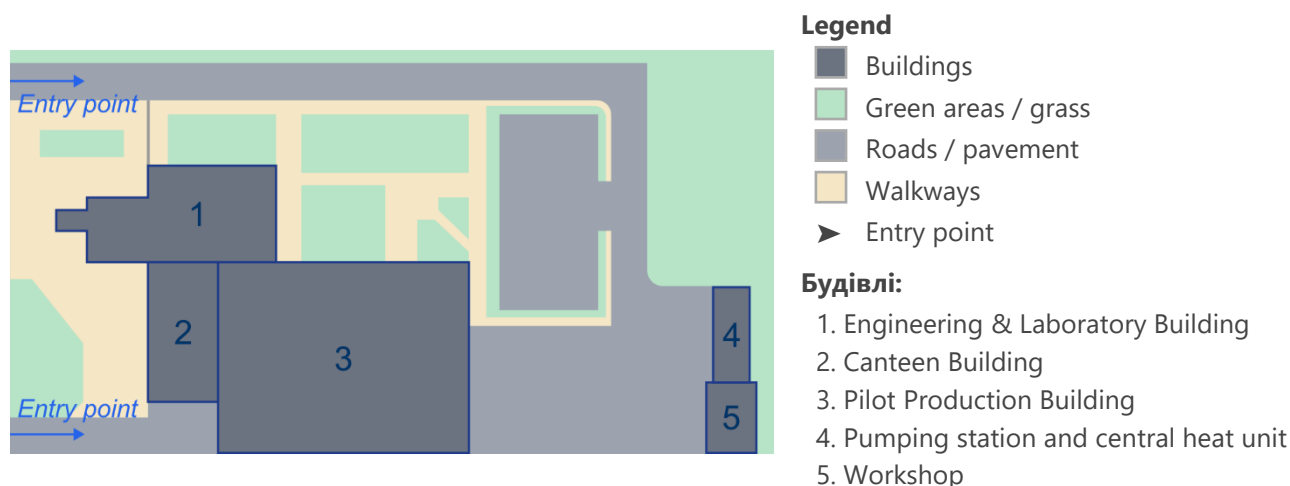 Legend
Buildings
Entry point
Green areas / grass
Roads / pavement
1
Walkways
Entry point
Будівлі:
2
3
4
1. Engineering & Laboratory Building
2. Canteen Building
3. Pilot Production Building
Entry point
5
4. Pumping station and central heat unit
5. Workshop